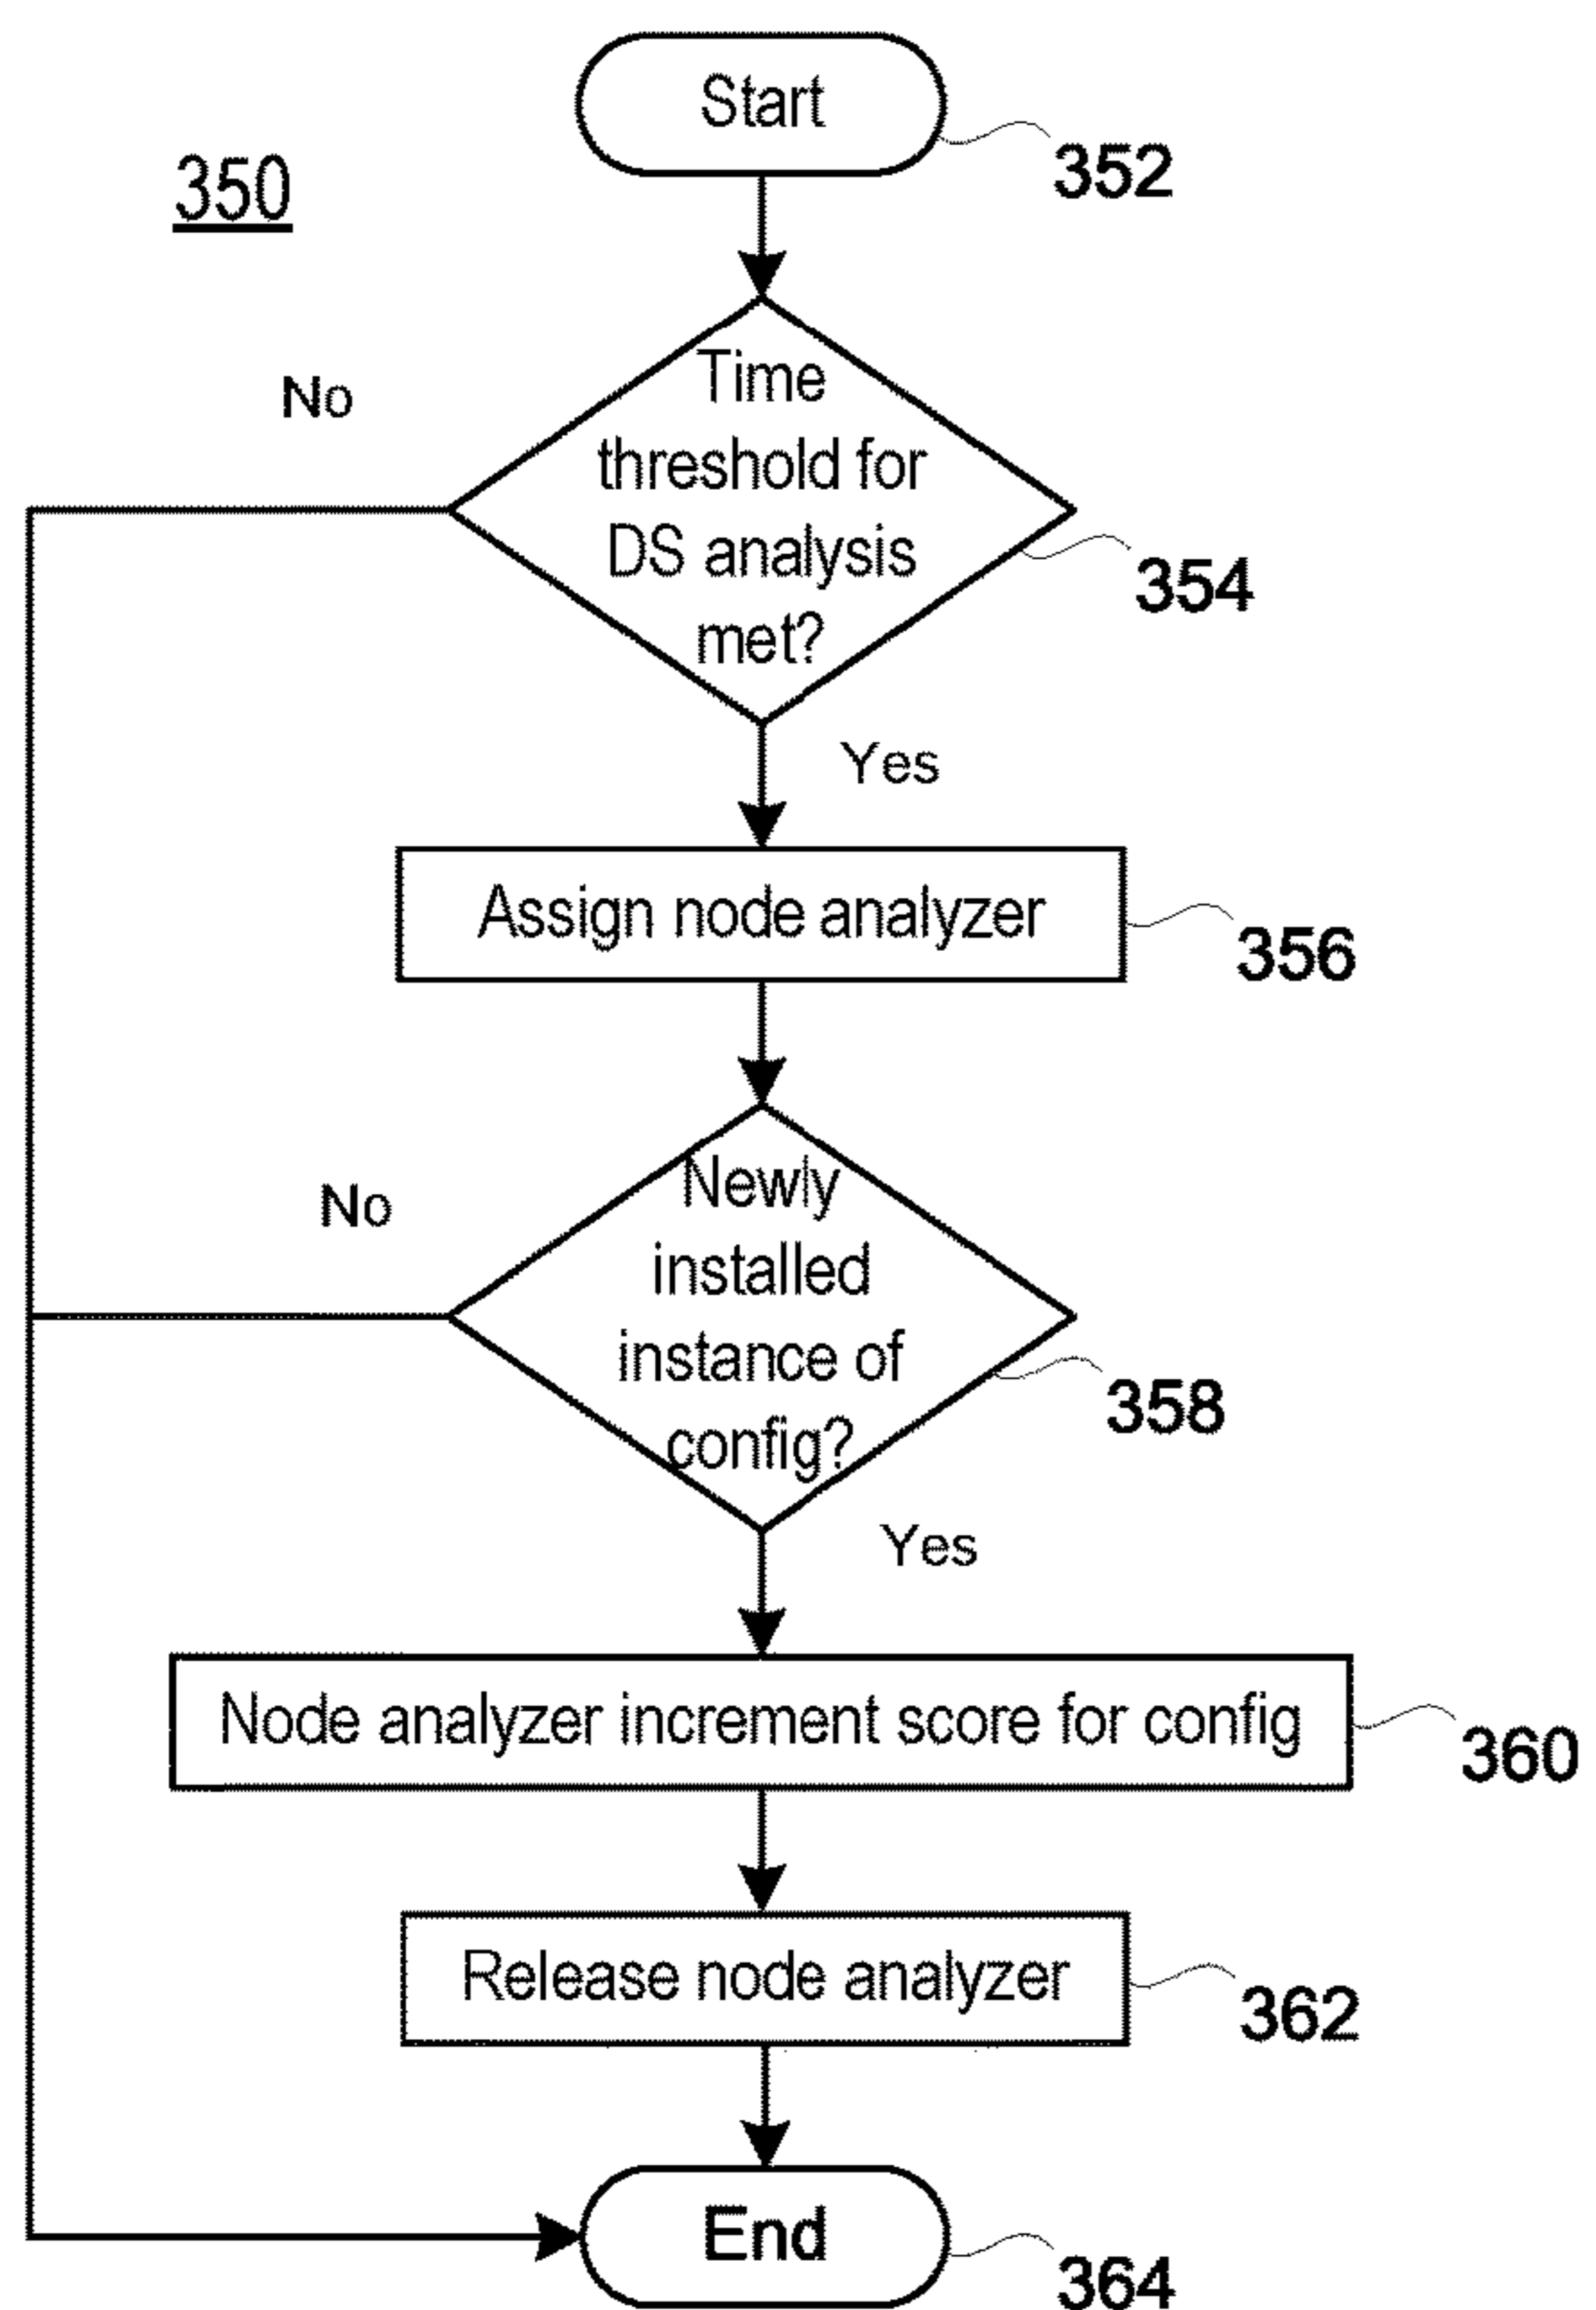 Start
352
350
Time
threshold for
DS analysis
met?
No
354
Yes
Assign node analyzer
356
Newly
installed
instance of
config?
No
358
Yes
Node analyzer increment score for config
360
Release node analyzer
362
End
364